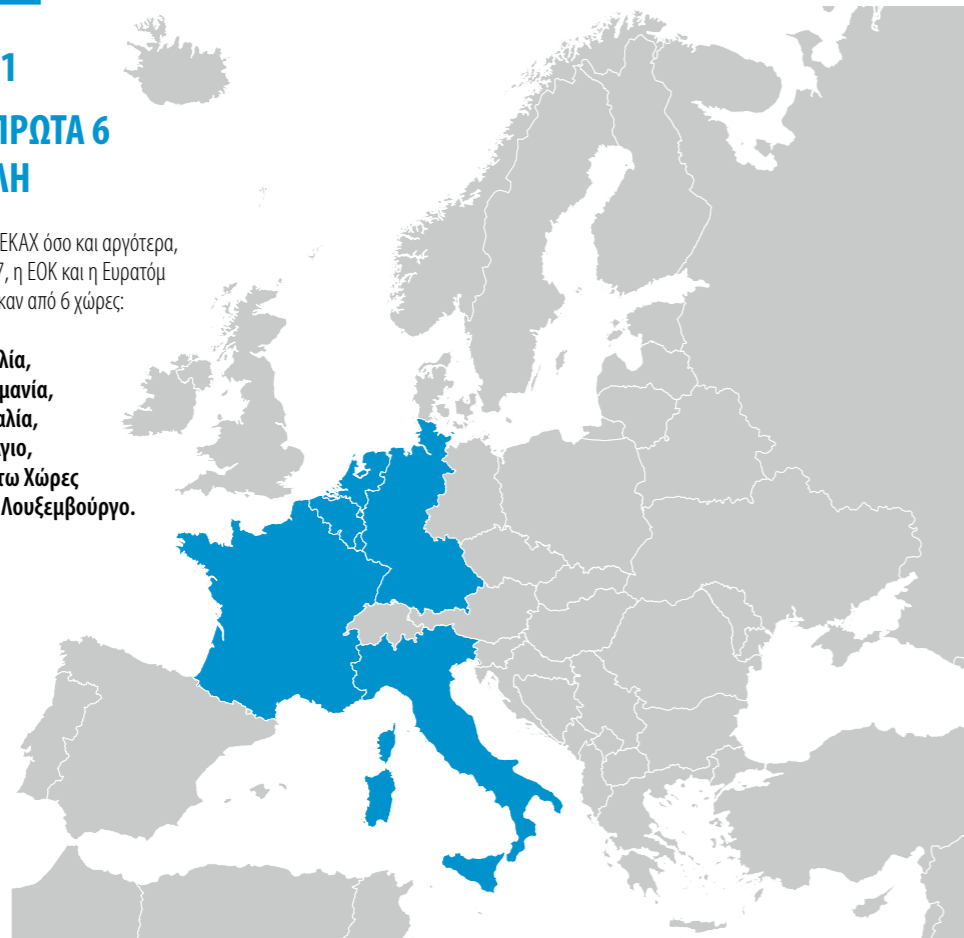 1
ΠΡΩΤΑ 6
ΛΗ
ΕΚΑΧ όσο και αργότερα,
7, η ΕΟΚ και η Ευρατόμ
καν από 6 χώρες:
λία,
μανία,
αλία,
γιο,
τω Χώρες
Λουξεμβούργο.